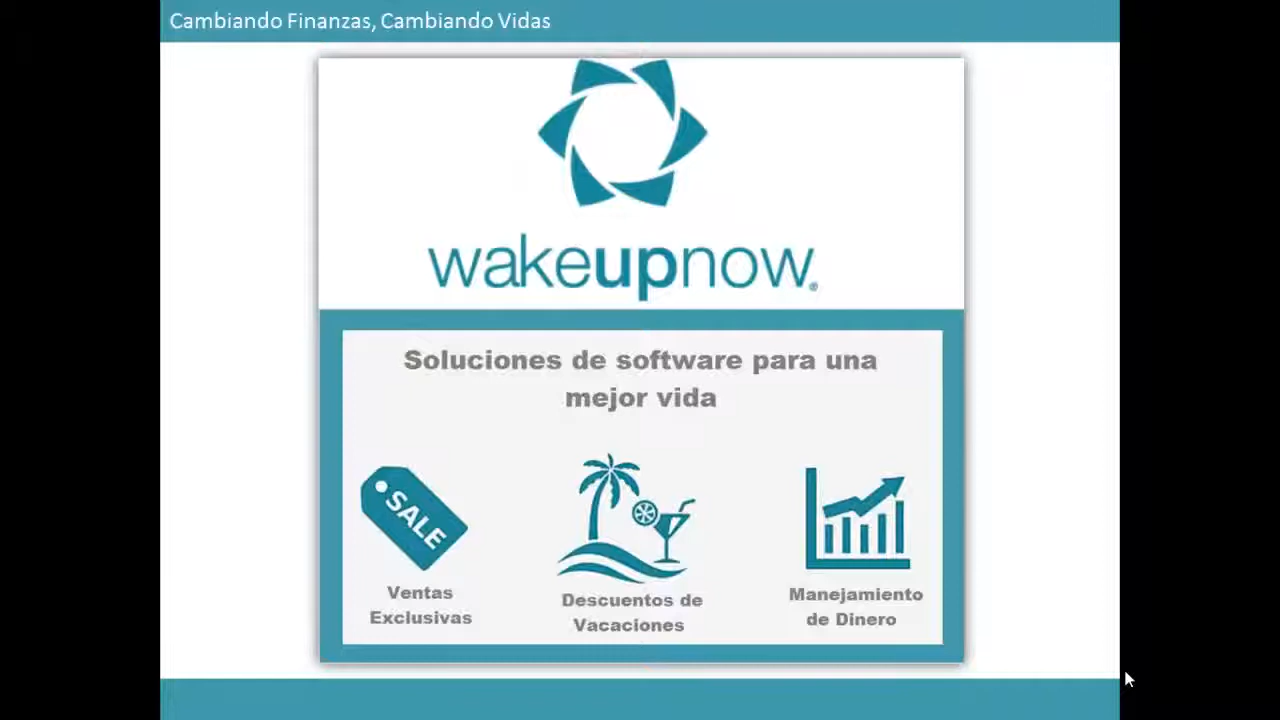 Cambiando Finanzas, Cambiando Vidas
wakeupnow®
Soluciones de software para una
mejor vida
SALE
Ventas
Exclusivas
Descuentos de
Vacaciones
Manejamiento
de Dinero